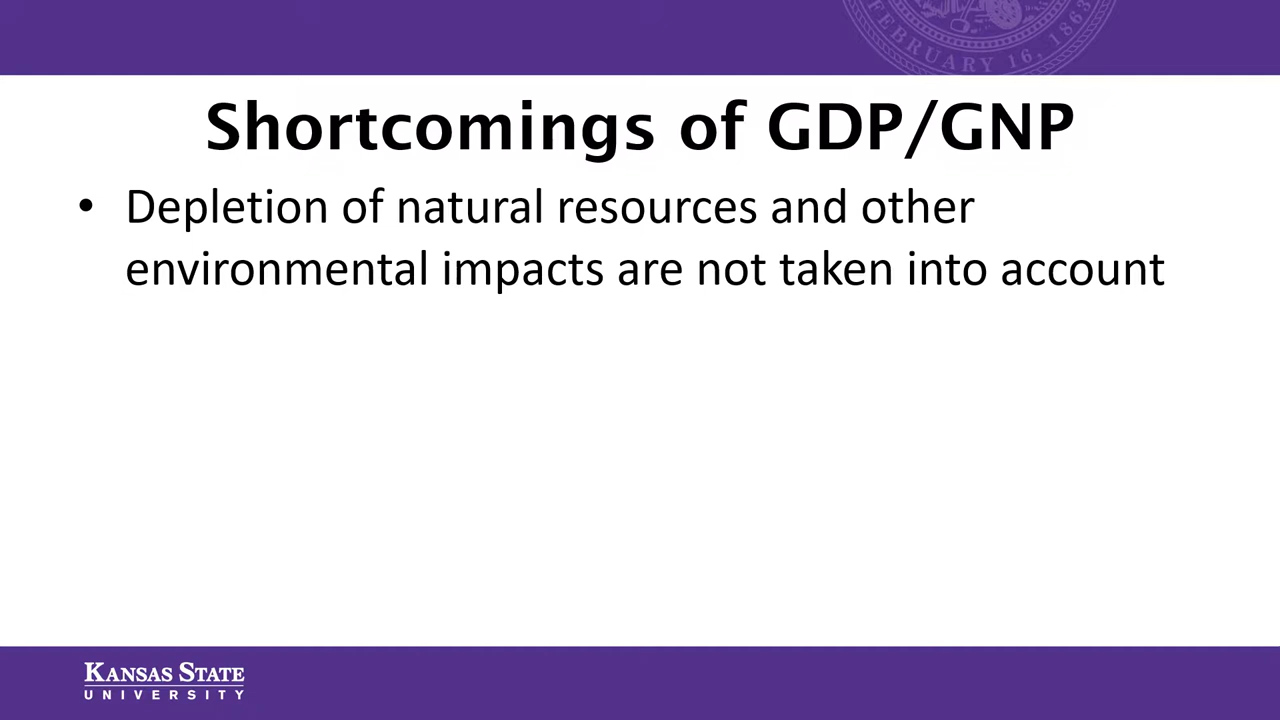 FEBRUARY 16, 1863
Shortcomings of GDP/GNP
• Depletion of natural resources and other
environmental impacts are not taken into account
KANSAS STATE
UNIVERSITY